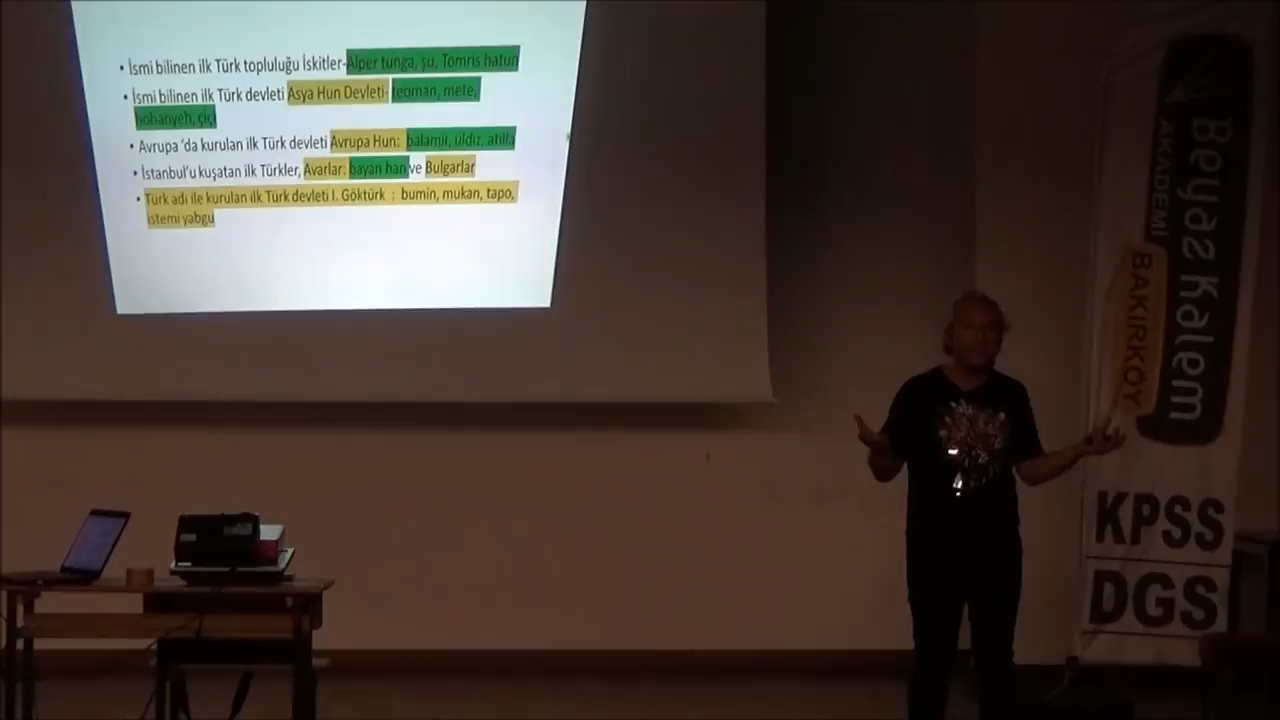 • İsmi bilinen ilk Türk topluluğu İskitler-Alper tunga, şu, Tomris hatun
• İsmi bilinen ilk Türk devleti Asya Hun Devleti- teoman, mete,
hohanyeh, çiçi
• Avrupa 'da kurulan ilk Türk devleti Avrupa Hun: balamir, uldız, atilla
• İstanbul'u kuşatan ilk Türkler, Avarlar: bayan han ve Bulgarlar
• Türk adı ile kurulan ilk Türk devleti I. Göktürk : bumin, mukan, tapo,
istemi yabgu
Beyaz Kalem
AKADEMİ
BAKIRKÖY
KPSS
DGS